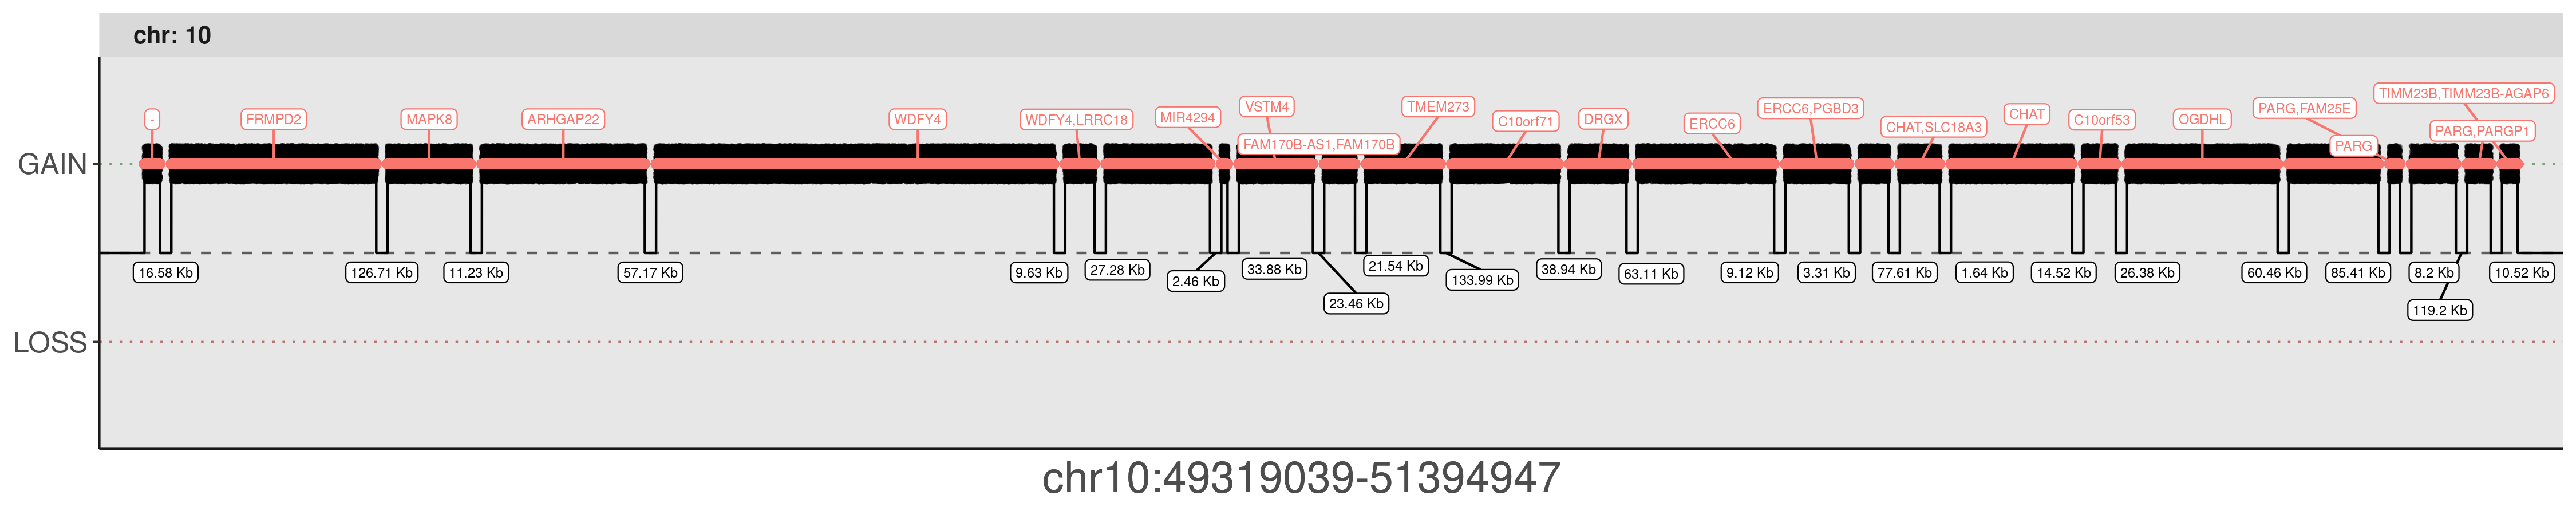 chr: 10
TIMM23B,TIMM23B-AGAP6
VSTM4
TMEM273
ERCC6,PGBD3
PARG,FAM25E
-
FRMPD2
MAPK8
ARHGAP22
WDFY4
WDFY4,LRRC18
MIR4294
C10orf71
DRGX
ERCC6
CHAT,SLC18A3
CHAT
C10orf53
OGDHL
PARG,PARGP1
FAM170B-AS1,FAM170B
PARG
GAIN
16.58 Kb
126.71 Kb
11.23 Kb
57.17 Kb
9.63 Kb
27.28 Kb
2.46 Kb
33.88 Kb
23.46 Kb
21.54 Kb
133.99 Kb
38.94 Kb
63.11 Kb
9.12 Kb
3.31 Kb
77.61 Kb
1.64 Kb
14.52 Kb
26.38 Kb
60.46 Kb
85.41 Kb
8.2 Kb
119.2 Kb
10.52 Kb
LOSS
chr10:49319039-51394947